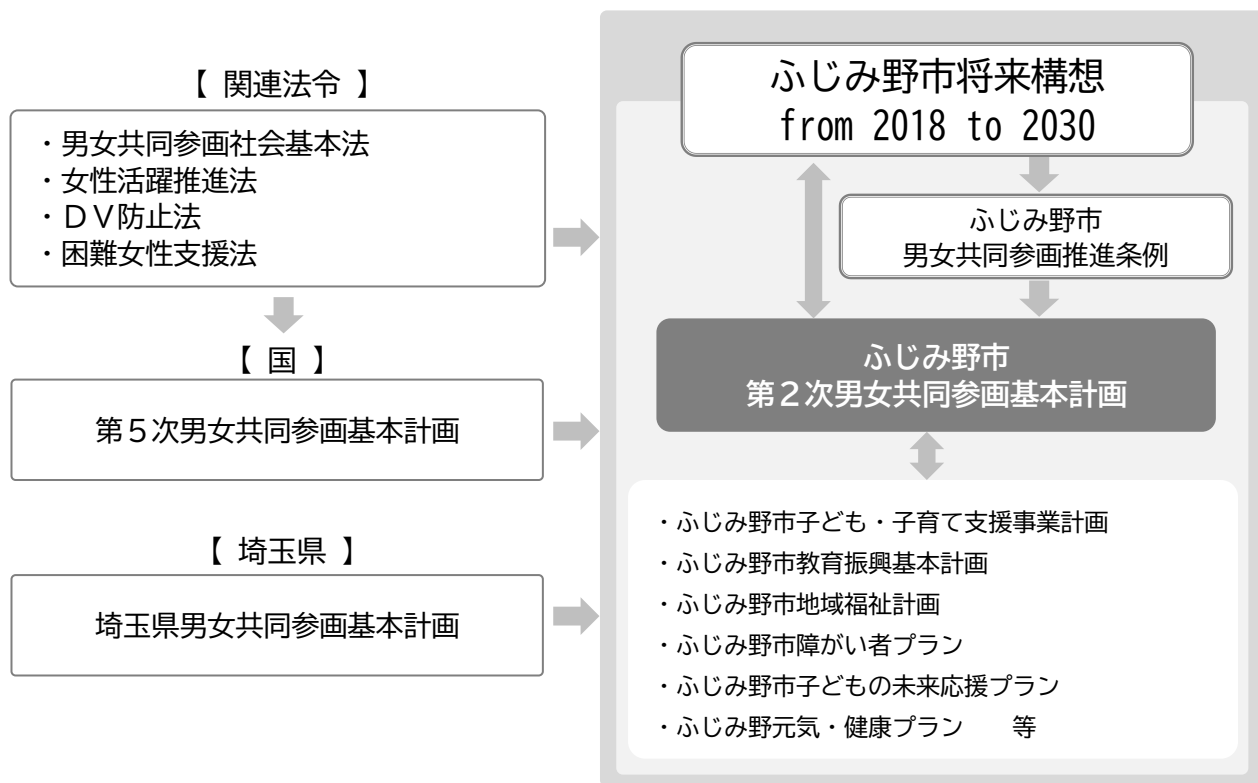 【 関連法令 】
・男女共同参画社会基本法
・女性活躍推進法
・ＤＶ防止法
・困難女性支援法
【 国 】
第５次男女共同参画基本計画
【 埼玉県 】
埼玉県男女共同参画基本計画
ふじみ野市将来構想
from 2018 to 2030
ふじみ野市
男女共同参画推進条例
ふじみ野市
第２次男女共同参画基本計画
・ふじみ野市子ども・子育て支援事業計画
・ふじみ野市教育振興基本計画
・ふじみ野市地域福祉計画
・ふじみ野市障がい者プラン
・ふじみ野市子どもの未来応援プラン
・ふじみ野元気・健康プラン　　等